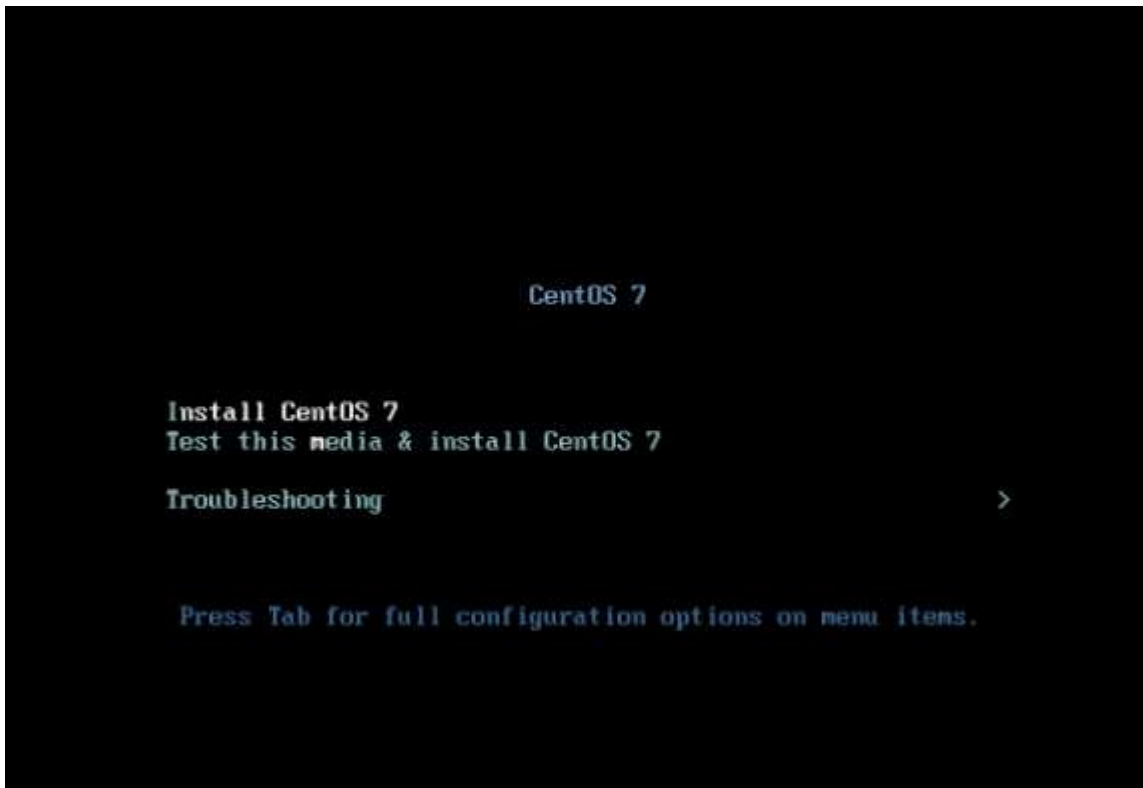 CentOS 7
Install CentOS 7
Test this media & install CentOS 7
Troubleshooting >
Press Tab for full configuration options on menu items.